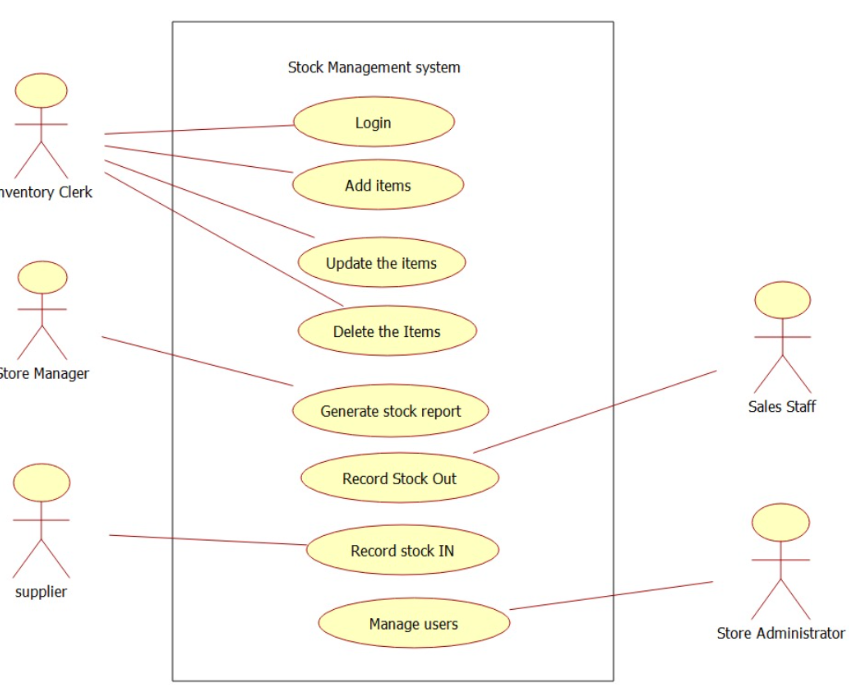 Stock Management system
Login
Add items
nventory Clerk
Update the items
Delete the Items
Store Manager
Generate stock report
Sales Staff
Record Stock Out
Record stock IN
supplier
Manage users
Store Administrator